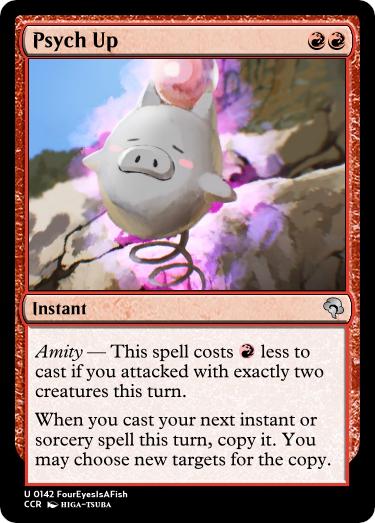 Psych Up
Instant
Amity — This spell costs less to
cast if you attacked with exactly two
creatures this turn.
When you cast your next instant or
sorcery spell this turn, copy it. You
may choose new targets for the copy.
U 0142 FourEyesIsAFish
CCR HIGA-TSUBA